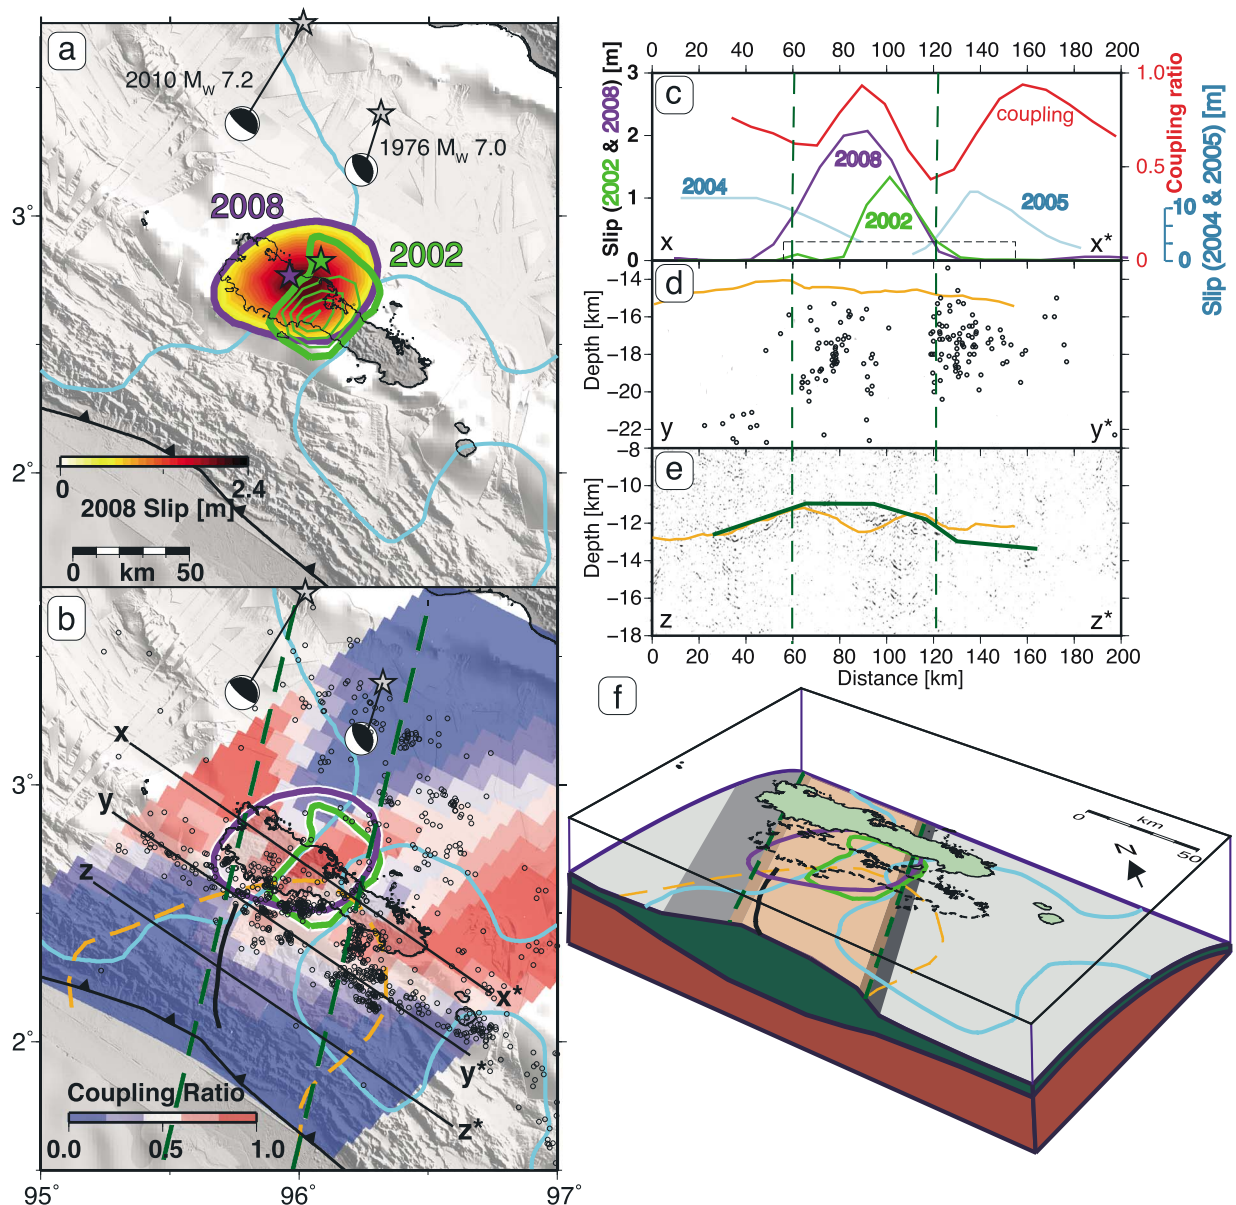 a
2010 Mw 7.2
1976 Mw 7.0
2008
2002
3°
2°
0 2.4
2008 Slip [m]
0 km 50
b
x
y
z
3°
2°
x*
y*
z*
Coupling Ratio
0.0 0.5 1.0
95° 96° 97°
0 20 40 60 80 100 120 160 200
Slip (2002 & 2008) [m]
3
2
1
0
c
coupling
2008
2004
2002
2005
x x*
1.0
0.5
0
Coupling ratio
10
0
Slip (2004 & 2005) [m]
d
Depth [km]
−14
−16
−18
−20
−22
y y*
e
Depth [km]
−8
−10
−12
−14
−16
−18
z z*
0 20 40 60 80 100 120 140 160 180 200
Distance [km]
f
0 km 50
N